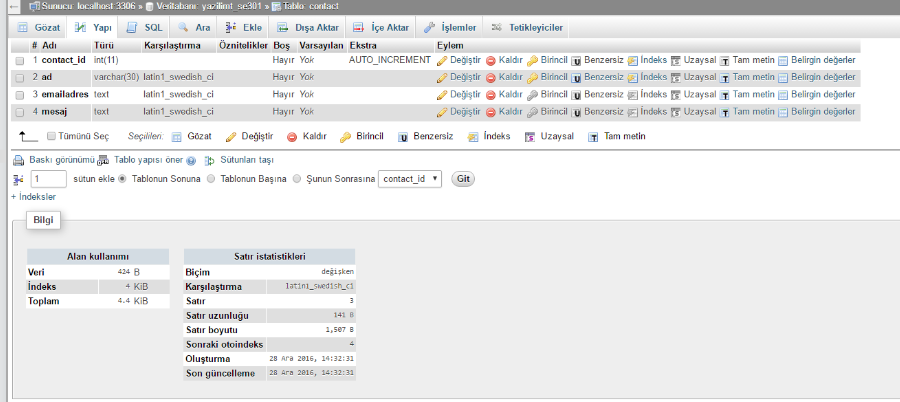 Sunucu: localhost:3306 » Veritabanı: yazilimt_se301 » Tablo: contact
Gözat Yapı SQL Ara Ekle Dışa Aktar İçe Aktar İşlemler Tetikleyiciler
# Adı Türü Karşılaştırma Öznitelikler Boş Varsayılan Ekstra Eylem
1 contact_id int(11) Hayır Yok AUTO_INCREMENT Değiştir Kaldır Birincil Benzersiz İndeks Uzaysal Tam metin Belirgin değerler
2 ad varchar(30) latin1_swedish_ci Hayır Yok Değiştir Kaldır Birincil Benzersiz İndeks Uzaysal Tam metin Belirgin değerler
3 emailadres text latin1_swedish_ci Hayır Yok Değiştir Kaldır Birincil Benzersiz İndeks Uzaysal Tam metin Belirgin değerler
4 mesaj text latin1_swedish_ci Hayır Yok Değiştir Kaldır Birincil Benzersiz İndeks Uzaysal Tam metin Belirgin değerler
Tümünü Seç Seçilileri: Gözat Değiştir Kaldır Birincil Benzersiz İndeks Uzaysal Tam metin
Baskı görünümü Tablo yapısı öner Sütunları taşı
1 sütun ekle Tablonun Sonuna Tablonun Başına Şunun Sonrasına contact_id Git
+ İndeksler
Bilgi
Alan kullanımı
Veri 424 B
İndeks 4 KiB
Toplam 4.4 KiB
Satır istatistikleri
Biçim değişken
Karşılaştırma latin1_swedish_ci
Satır 3
Satır uzunluğu 141 B
Satır boyutu 1,507 B
Sonraki otoindeks 4
Oluşturma 28 Ara 2016, 14:32:31
Son güncelleme 28 Ara 2016, 14:32:31